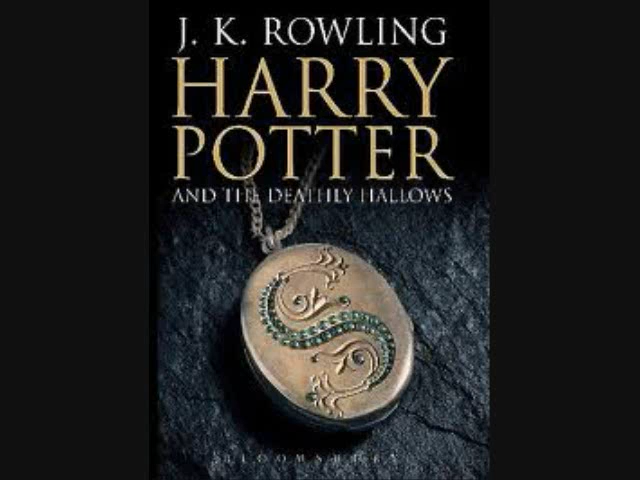 J. K. ROWLING
HARRY
POTTER
AND THE DEATHLY HALLOWS
BLOOMSBURY